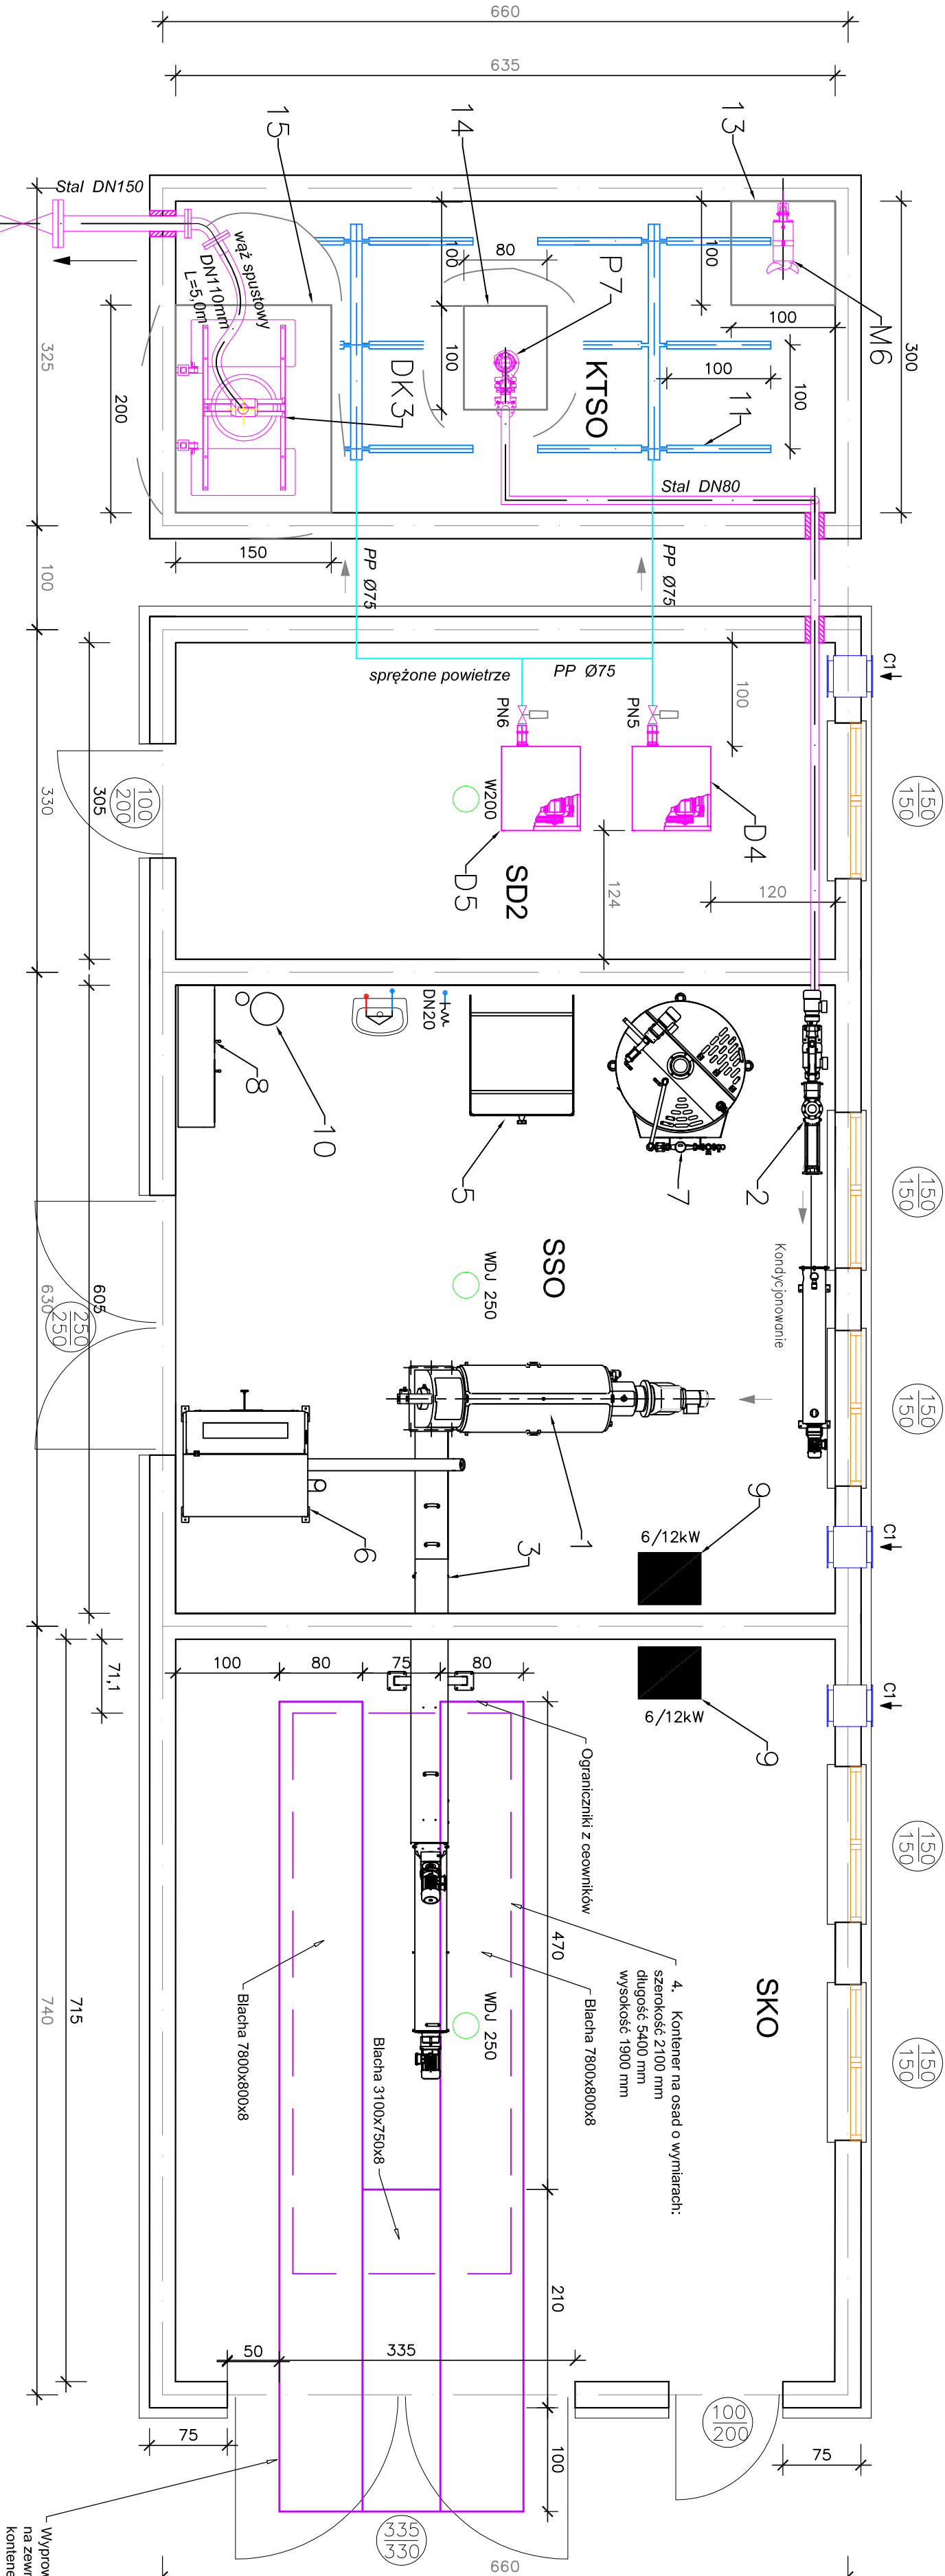 660
635
Stal DN150
15
14
13
wąż spustowy
DN110mm
L=5,0m
100
80
P7
100
100
M6
300
100
100
11
KTSO
DK3
100
325
200
Stal DN80
150
PP Ø75
PP Ø75
100
sprężone powietrze
PP Ø75
PN6
PN5
100
C1
150
150
100
200
305
330
W200
D5
SD2
D4
124
120
DN20
8
10
5
7
2
Kondycjonowanie
150
150
SSO
WDJ 250
605
630
250
250
150
150
6
3
1
9
6/12kW
C1
71,1
100
80
75
80
6/12kW
9
C1
Ograniczniki z ceowników
470
4. Kontener na osad o wymiarach:
szerokość 2100 mm
długość 5400 mm
wysokość 1900 mm
SKO
150
150
150
150
715
740
Blacha 7800x800x8
Blacha 3100x750x8
WDJ 250
Blacha 7800x800x8
210
50
335
75
100
100
200
75
335
330
660
Wyprow
na zewn
kontene